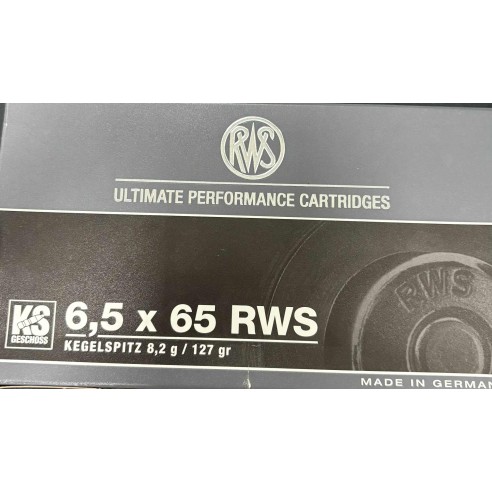 RWS
ULTIMATE PERFORMANCE CARTRIDGES
RWS
KS
GESCHOSS
6,5 x 65 RWS
KEGELSPITZ 8,2 g / 127 gr
MADE IN GERMAN